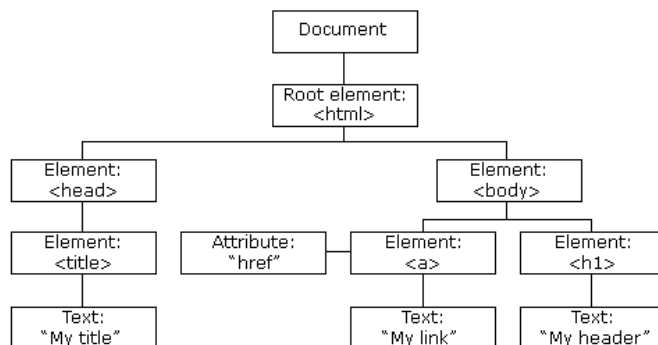 Document
Root element:
<html>
Element:
<head>
Element:
<body>
Element:
<title>
Attribute:
“href”
Element:
<a>
Element:
<h1>
Text:
“My title”
Text:
“My link”
Text:
“My header”